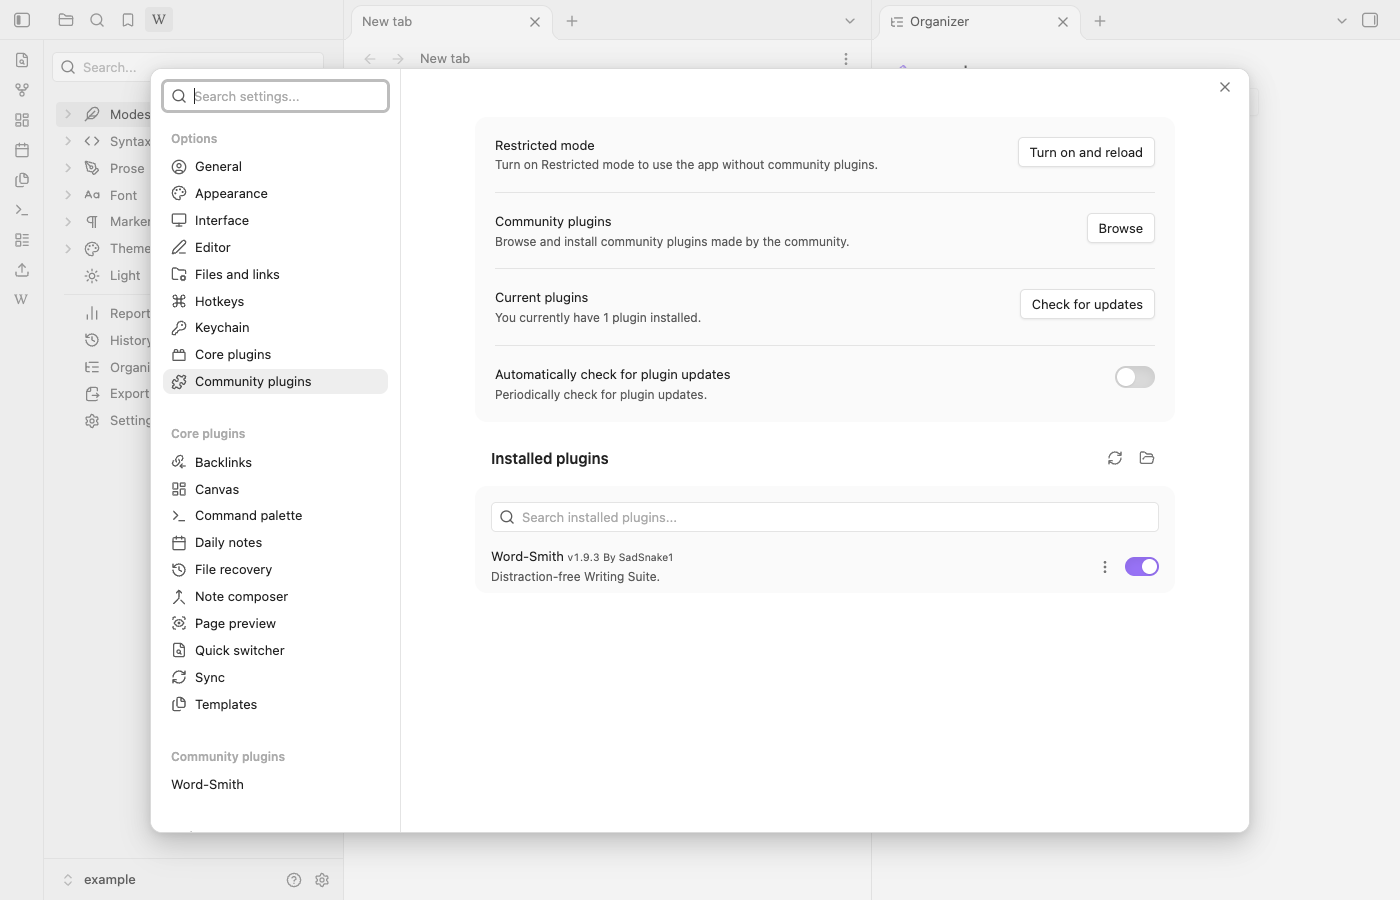 New tab
Organizer
W
Search...
New tab
Modes
Syntax
Prose
Aa Font
Marker
Theme
Light
W
Report
History
Organi
Export
Setting
example
Search settings...
Options
General
Appearance
Interface
Editor
Files and links
Hotkeys
Keychain
Core plugins
Community plugins
Core plugins
Backlinks
Canvas
Command palette
Daily notes
File recovery
Note composer
Page preview
Quick switcher
Sync
Templates
Community plugins
Word-Smith
Restricted mode
Turn on Restricted mode to use the app without community plugins.
Turn on and reload
Community plugins
Browse and install community plugins made by the community.
Browse
Current plugins
You currently have 1 plugin installed.
Check for updates
Automatically check for plugin updates
Periodically check for plugin updates.
Installed plugins
Search installed plugins...
Word-Smith v1.9.3 By SadSnake1
Distraction-free Writing Suite.